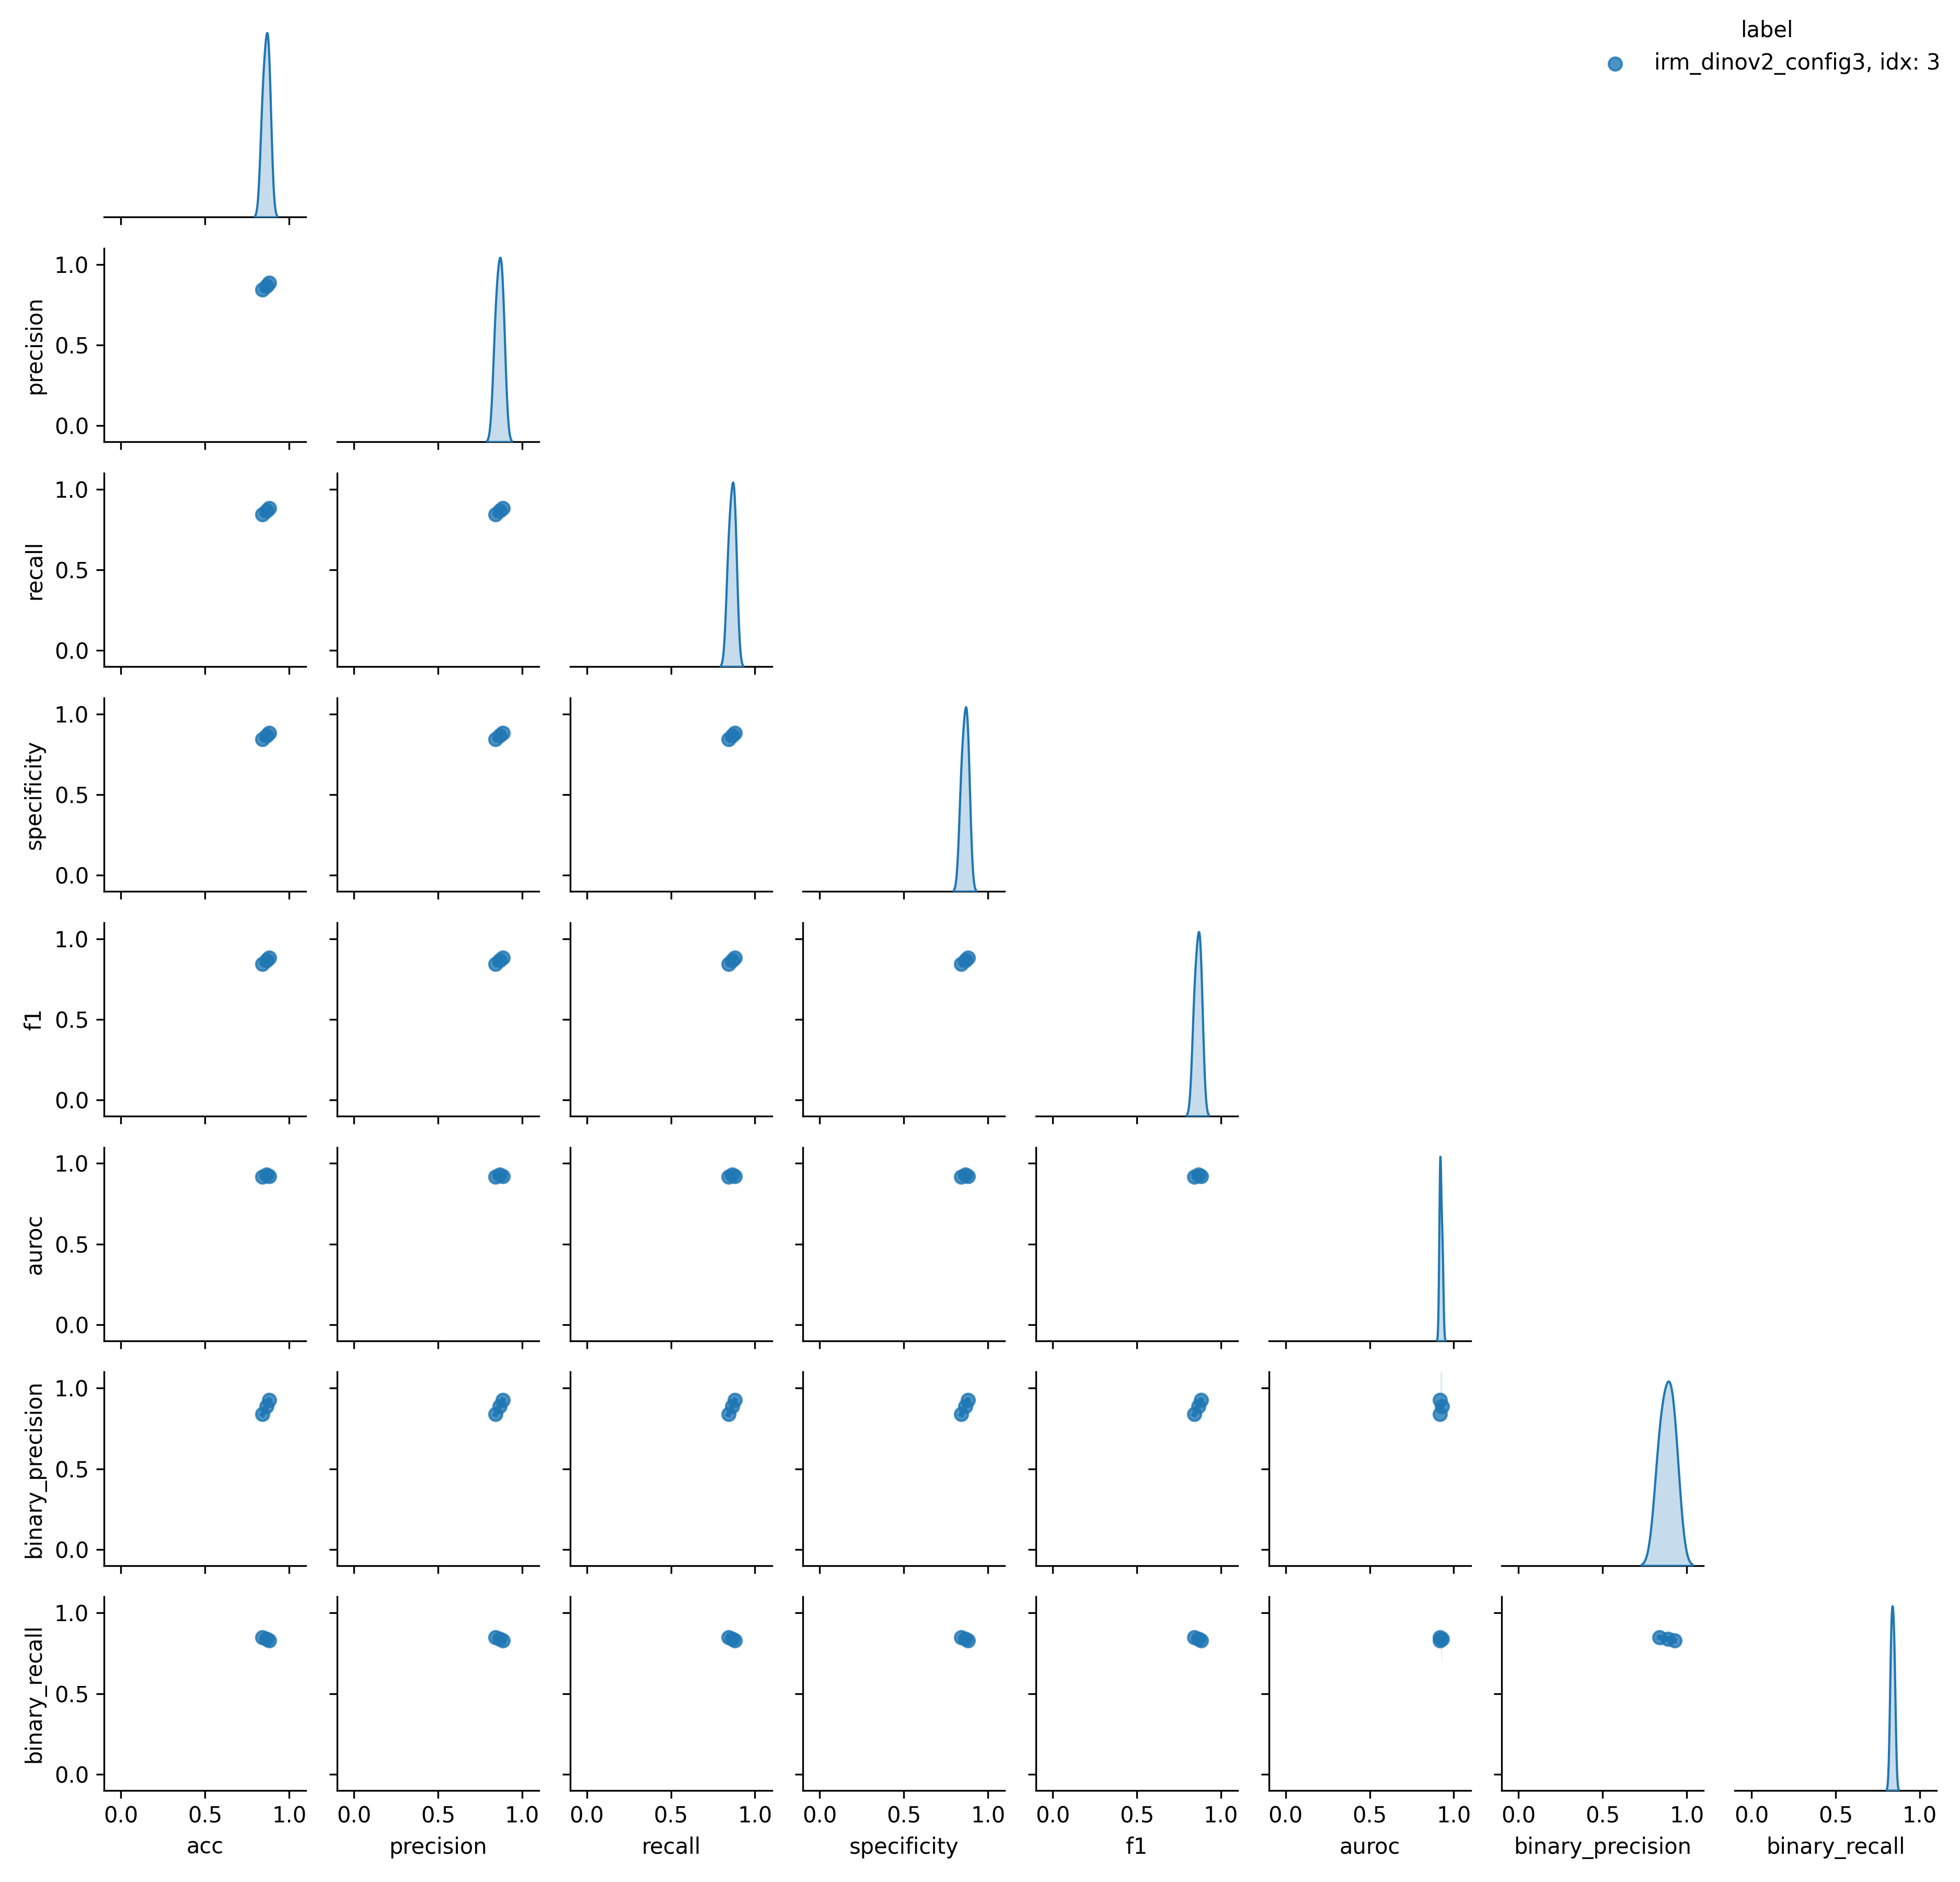 label
irm_dinov2_config3, idx: 3
1.0
0.5
0.0
precision
1.0
0.5
0.0
recall
1.0
0.5
0.0
specificity
1.0
0.5
0.0
f1
1.0
0.5
0.0
auroc
1.0
0.5
0.0
binary_precision
1.0
0.5
0.0
binary_recall
0.0 0.5 1.0 0.0 0.5 1.0 0.0 0.5 1.0 0.0 0.5 1.0 0.0 0.5 1.0 0.0 0.5 1.0 0.0 0.5 1.0 0.0 0.5 1.0
acc precision recall specificity f1 auroc binary_precision binary_recall